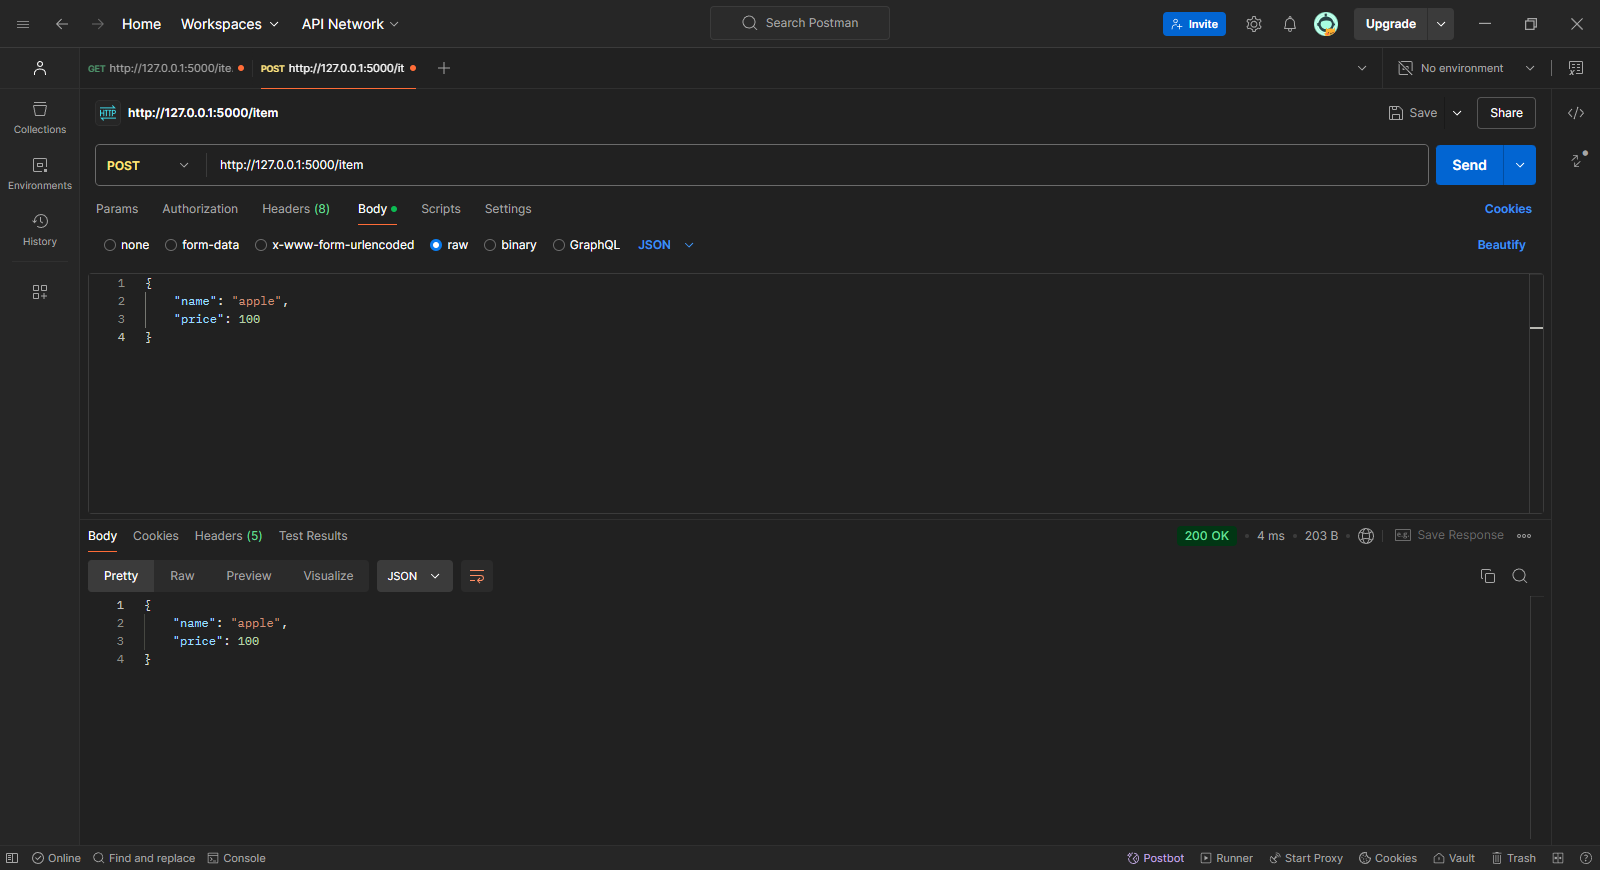 Home Workspaces API Network Search Postman Invite Upgrade
GET http://127.0.0.1:5000/ite POST http://127.0.0.1:5000/it No environment
HTTP http://127.0.0.1:5000/item Save Share
Collections
POST http://127.0.0.1:5000/item Send
Environments
Params Authorization Headers (8) Body Scripts Settings Cookies
History
none form-data x-www-form-urlencoded raw binary GraphQL JSON Beautify
1 {
2 "name": "apple",
3 "price": 100
4 }
Body Cookies Headers (5) Test Results 200 OK 4 ms 203 B e.g. Save Response
Pretty Raw Preview Visualize JSON
1 {
2 "name": "apple",
3 "price": 100
4 }
Online Find and replace Console Postbot Runner Start Proxy Cookies Vault Trash